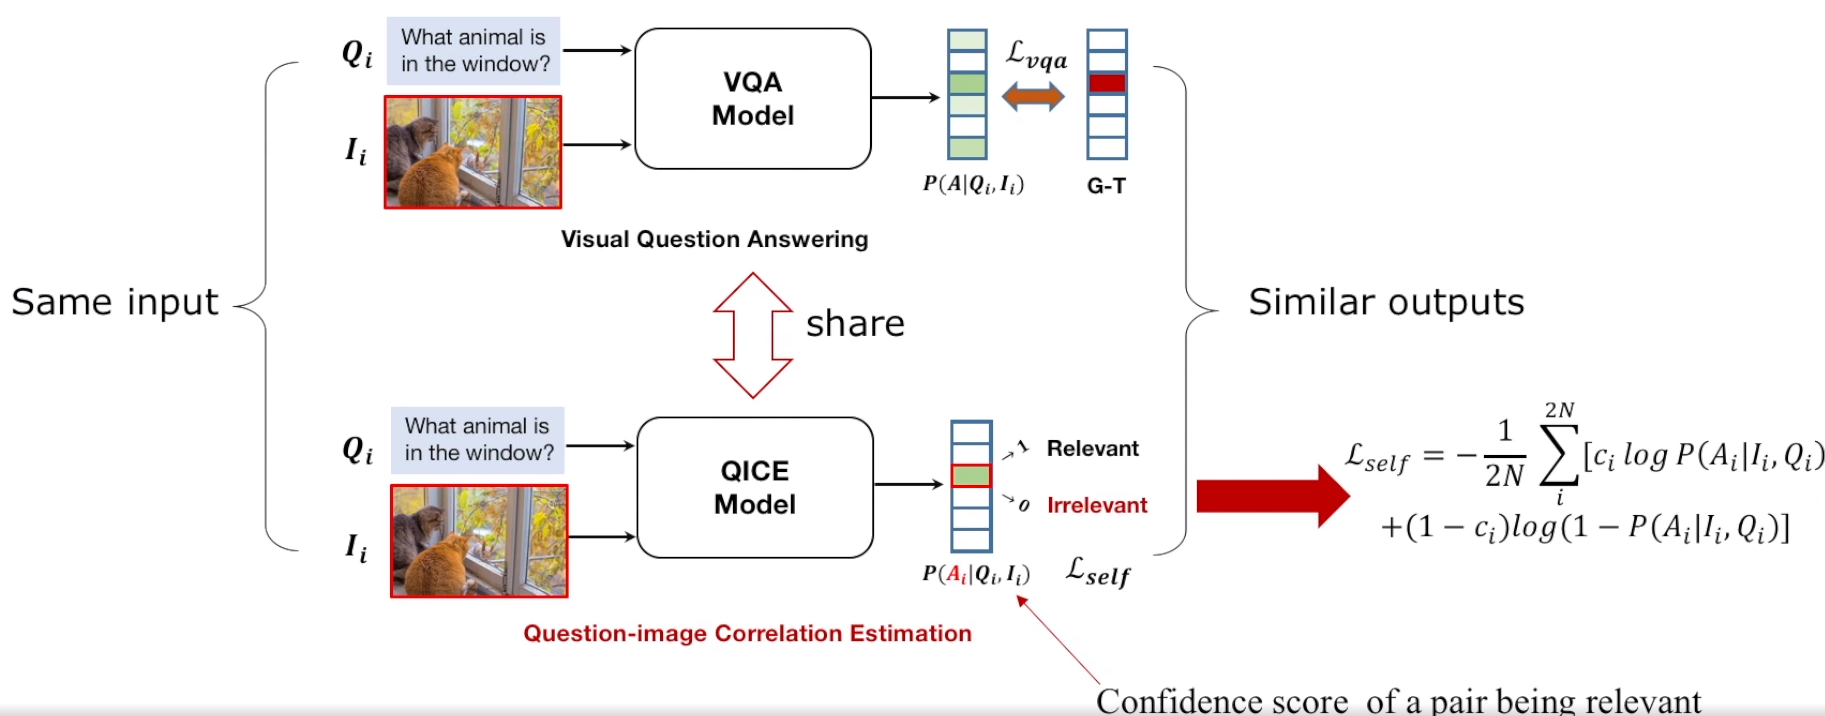 Q_i
What animal is
in the window?
I_i
VQA
Model
P(A|Q_i, I_i)
ℒ_vqa
G-T
Visual Question Answering
Same input
share
Similar outputs
Q_i
What animal is
in the window?
I_i
QICE
Model
1 Relevant
0 Irrelevant
P(A_i|Q_i, I_i)
ℒ_self
Question-image Correlation Estimation
ℒ_self = − 1/2N ∑_i^2N [c_i log P(A_i|I_i, Q_i)
+(1 − c_i)log(1 − P(A_i|I_i, Q_i)]
Confidence score of a pair being relevant